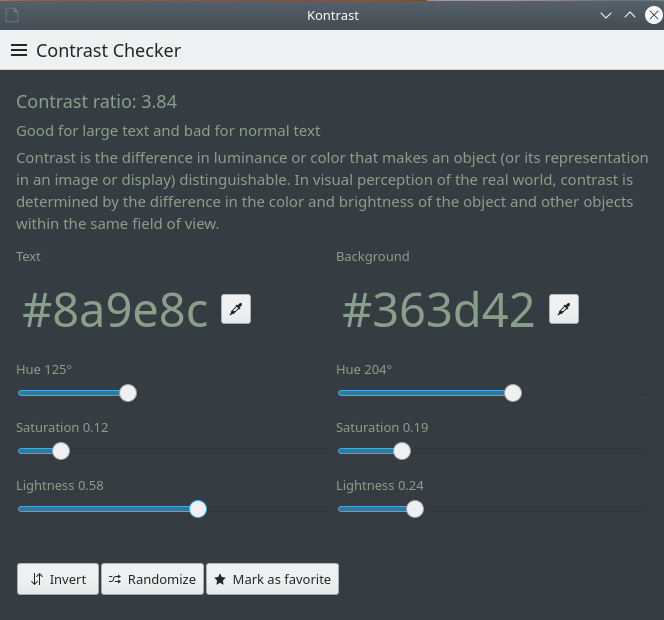 Kontrast
Contrast Checker
Contrast ratio: 3.84
Good for large text and bad for normal text
Contrast is the difference in luminance or color that makes an object (or its representation
in an image or display) distinguishable. In visual perception of the real world, contrast is
determined by the difference in the color and brightness of the object and other objects
within the same field of view.
Text
Background
#8a9e8c
#363d42
Hue 125°
Hue 204°
Saturation 0.12
Saturation 0.19
Lightness 0.58
Lightness 0.24
Invert
Randomize
Mark as favorite